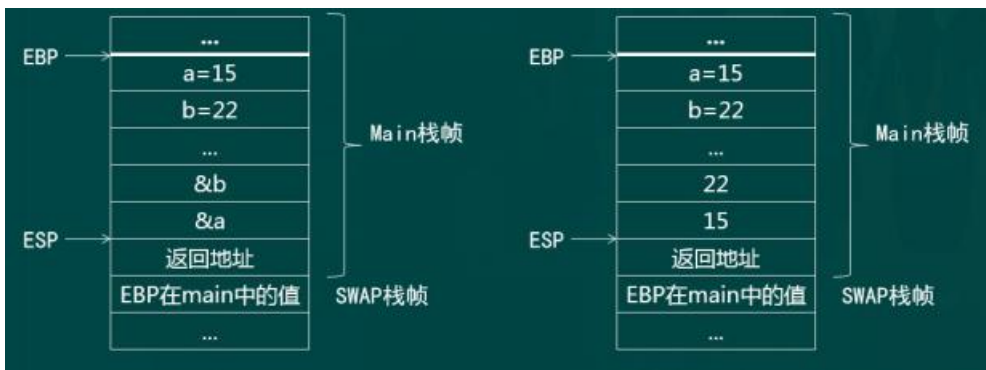 ...
EBP
a=15
b=22
Main栈帧
...
&b
&a
ESP
返回地址
EBP在main中的值
SWAP栈帧
...
...
EBP
a=15
b=22
Main栈帧
...
22
15
ESP
返回地址
EBP在main中的值
SWAP栈帧
...